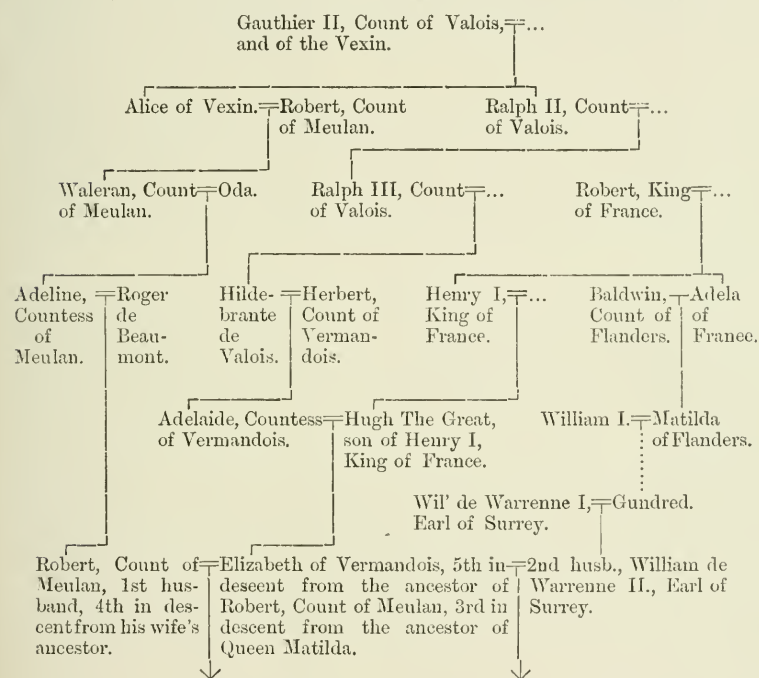 Gauthier II, Count of Valois,=...
and of the Vexin.
Alice of Vexin.=Robert, Count
of Meulan.
Ralph II, Count=...
of Valois.
Waleran, Count=Oda.
of Meulan.
Ralph III, Count=...
of Valois.
Robert, King=...
of France.
Adeline,
Countess
of
Meulan.
=Roger
de
Beau-
mont.
Hilde-
brante
de
Valois.
=Herbert,
Count of
Verman-
dois.
Henry I,=...
King of
France.
Baldwin,
Count of
Flanders.
=Adela
of
France.
Adelaide, Countess
of Vermandois.
=Hugh The Great,
son of Henry I,
King of France.
William I.=Matilda
of Flanders.
Wil' de Warrenne I,=Gundred.
Earl of Surrey.
Robert, Count of
Meulan, 1st hus-
band, 4th in des-
cent from his wife's
ancestor.
=Elizabeth of Vermandois, 5th in
descent from the ancestor of
Robert, Count of Meulan, 3rd in
descent from the ancestor of
Queen Matilda.
=2nd husb., William de
Warrenne II., Earl of
Surrey.